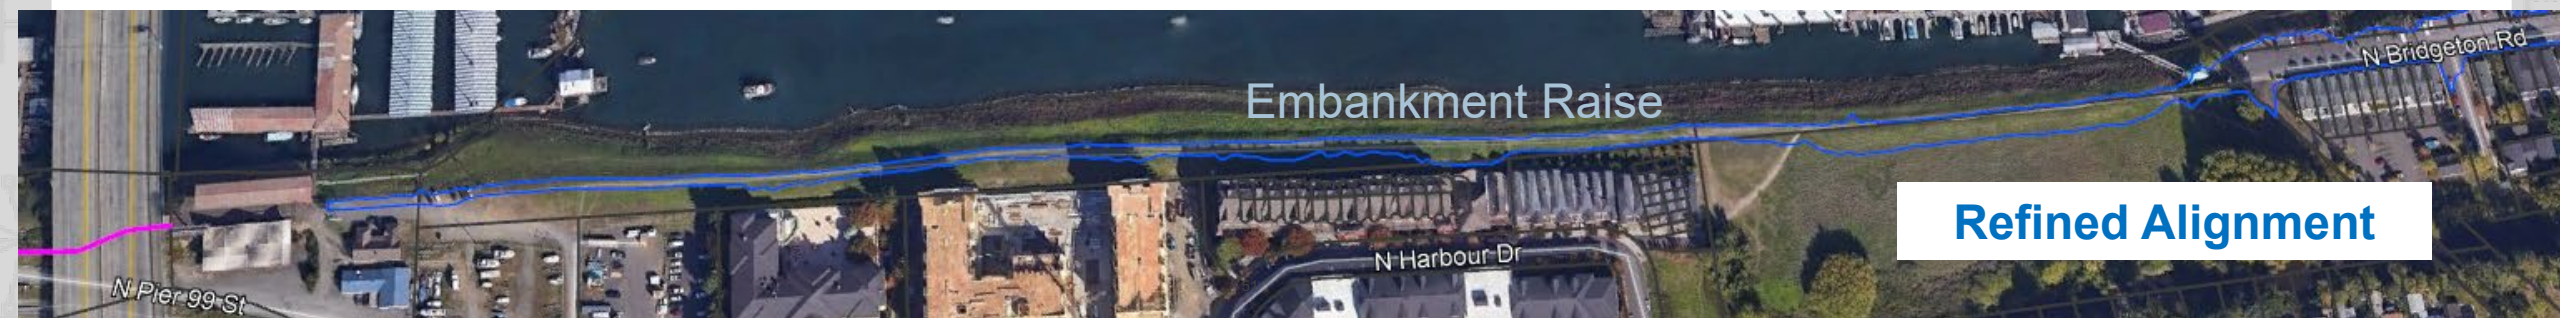 N Bridgeton Rd
Embankment Raise
Refined Alignment
N Harbour Dr
N Pier 99 St